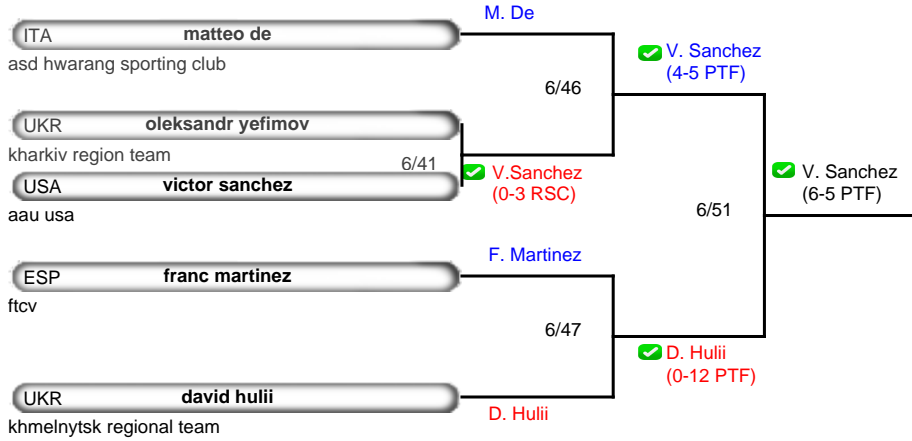 M. De
ITA matteo de
asd hwarang sporting club
V. Sanchez
(4-5 PTF)
6/46
UKR oleksandr yefimov
kharkiv region team
6/41
V.Sanchez
(0-3 RSC)
USA victor sanchez
aau usa
V. Sanchez
(6-5 PTF)
6/51
F. Martinez
ESP franc martinez
ftcv
6/47
D. Hulii
(0-12 PTF)
UKR david hulii
D. Hulii
khmelnytsk regional team